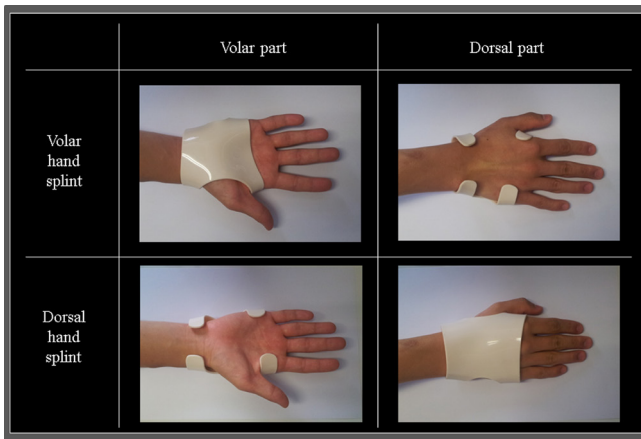 Volar part
Dorsal part
Volar
hand
splint
Dorsal
hand
splint